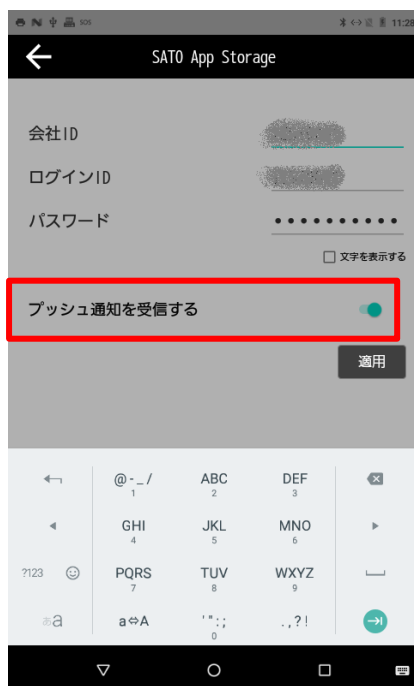 SOS 11:28
SATO App Storage
会社ID
ログインID
パスワード ••••••••••
文字を表示する
プッシュ通知を受信する
適用
@-_/ ABC DEF
1 2 3
GHI JKL MNO
4 5 6
?123 PQRS TUV WXYZ
7 8 9
あa a⇔A '":; .,?!
0